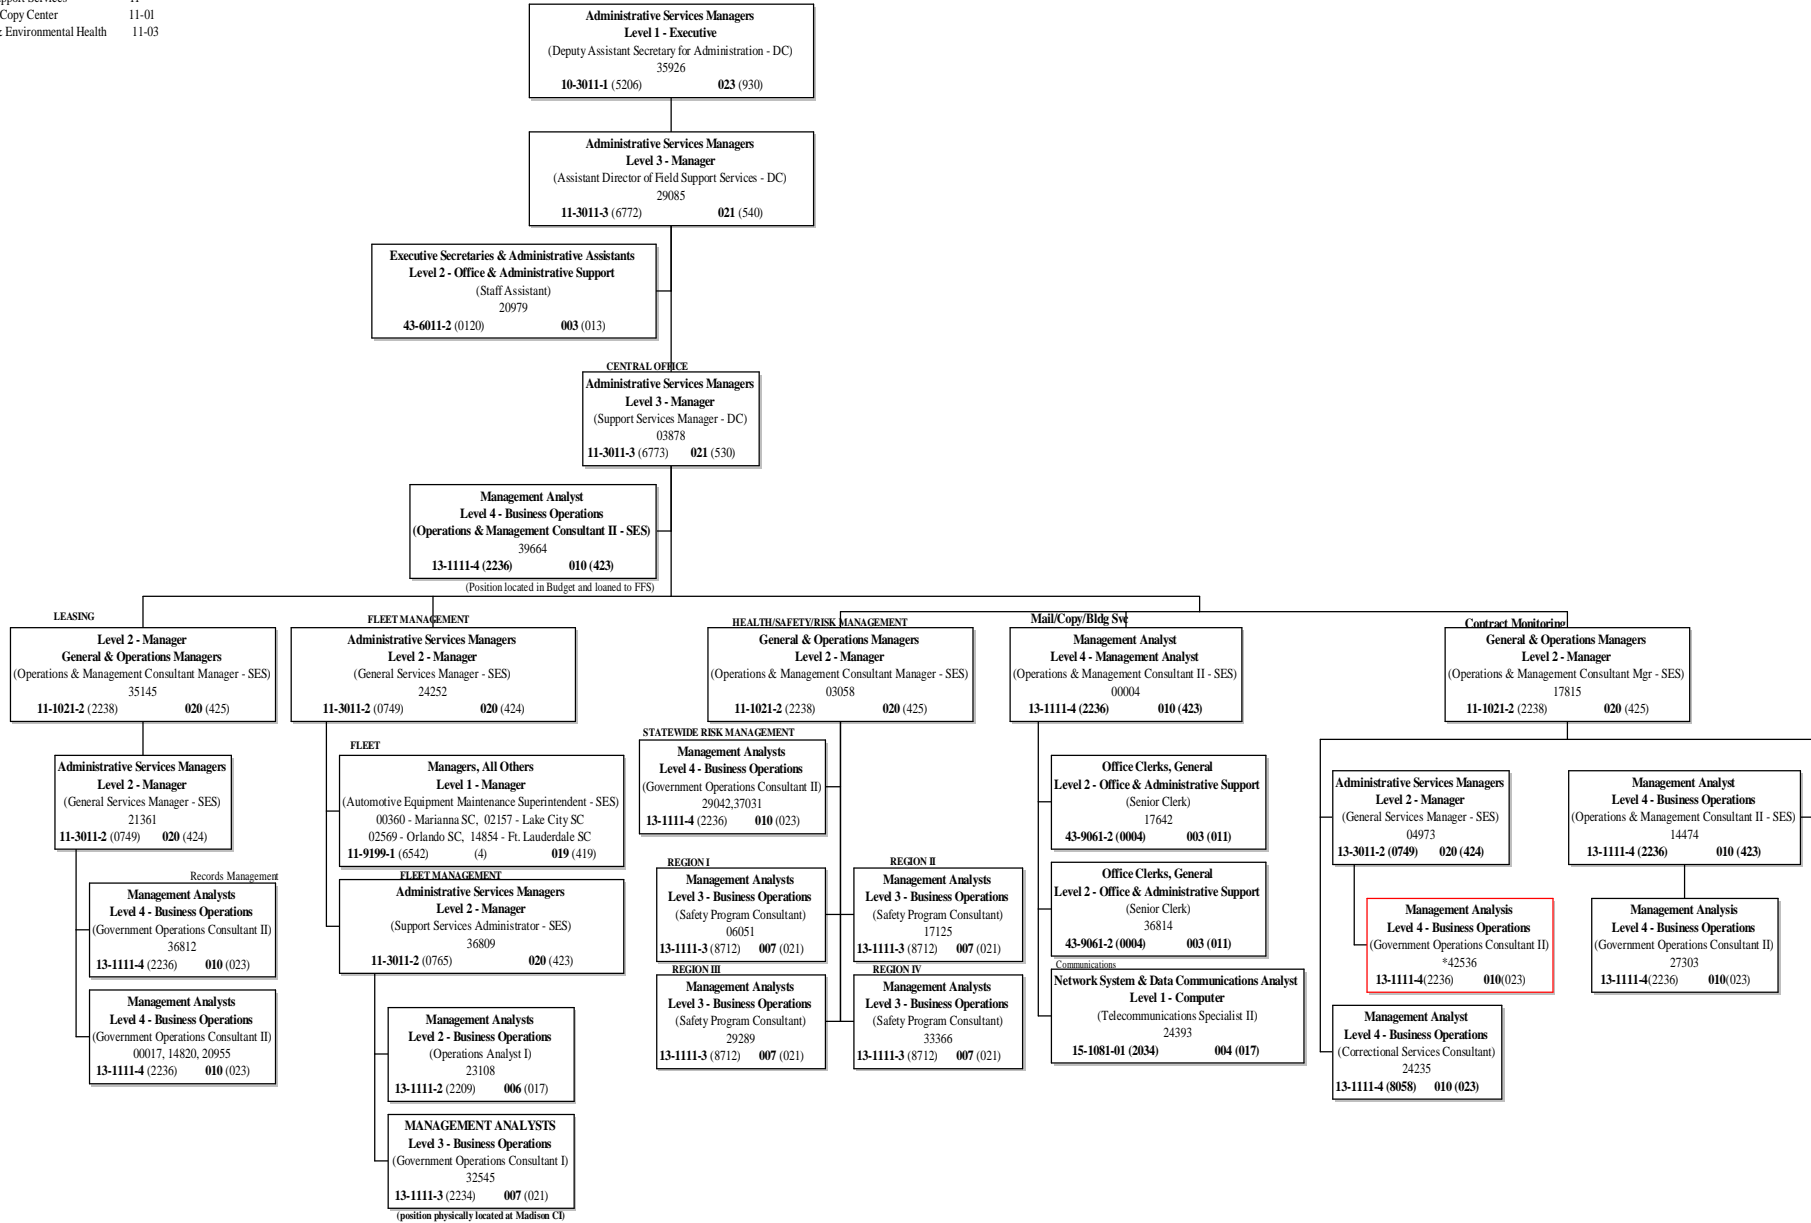 11
Copy Center 11-01
Environmental Health 11-03
Administrative Services Managers
Level 1 - Executive
(Deputy Assistant Secretary for Administration - DC)
35926
10-3011-1 (5206) 023 (930)
Administrative Services Managers
Level 3 - Manager
(Assistant Director of Field Support Services - DC)
29085
11-3011-3 (6772) 021 (540)
Executive Secretaries & Administrative Assistants
Level 2 - Office & Administrative Support
(Staff Assistant)
20979
43-6011-2 (0120) 003 (013)
CENTRAL OFFICE
Administrative Services Managers
Level 3 - Manager
(Support Services Manager - DC)
03878
11-3011-3 (6773) 021 (530)
Management Analyst
Level 4 - Business Operations
(Operations & Management Consultant II - SES)
39664
13-1111-4 (2236) 010 (423)
(Position located in Budget and loaned to FFS)
LEASING
Level 2 - Manager
General & Operations Managers
(Operations & Management Consultant Manager - SES)
35145
11-1021-2 (2238) 020 (425)
Administrative Services Managers
Level 2 - Manager
(General Services Manager - SES)
21361
11-3011-2 (0749) 020 (424)
Records Management
Management Analysts
Level 4 - Business Operations
(Government Operations Consultant II)
36812
13-1111-4 (2236) 010 (023)
Management Analysts
Level 4 - Business Operations
(Government Operations Consultant II)
00017, 14820, 20955
13-1111-4 (2236) 010 (023)
FLEET MANAGEMENT
Administrative Services Managers
Level 2 - Manager
(General Services Manager - SES)
24252
11-3011-2 (0749) 020 (424)
FLEET
Managers, All Others
Level 1 - Manager
(Automotive Equipment Maintenance Superintendent - SES)
00360 - Marianna SC, 02157 - Lake City SC
02569 - Orlando SC, 14854 - Ft. Lauderdale SC
11-9199-1 (6542) (4) 019 (419)
FLEET MANAGEMENT
Administrative Services Managers
Level 2 - Manager
(Support Services Administrator - SES)
36809
11-3011-2 (0765) 020 (423)
Management Analysts
Level 2 - Business Operations
(Operations Analyst I)
23108
13-1111-2 (2209) 006 (017)
MANAGEMENT ANALYSTS
Level 3 - Business Operations
(Government Operations Consultant I)
32545
13-1111-3 (2234) 007 (021)
(position physically located at Madison CI)
HEALTH/SAFETY/RISK MANAGEMENT
General & Operations Managers
Level 2 - Manager
(Operations & Management Consultant Manager - SES)
03058
11-1021-2 (2238) 020 (425)
STATEWIDE RISK MANAGEMENT
Management Analysts
Level 4 - Business Operations
(Government Operations Consultant II)
29042,37031
13-1111-4 (2236) 010 (023)
REGION I
Management Analysts
Level 3 - Business Operations
(Safety Program Consultant)
06051
13-1111-3 (8712) 007 (021)
REGION II
Management Analysts
Level 3 - Business Operations
(Safety Program Consultant)
17125
13-1111-3 (8712) 007 (021)
REGION III
Management Analysts
Level 3 - Business Operations
(Safety Program Consultant)
29289
13-1111-3 (8712) 007 (021)
REGION IV
Management Analysts
Level 3 - Business Operations
(Safety Program Consultant)
33366
13-1111-3 (8712) 007 (021)
Mail/Copy/Bldg Svc
Management Analyst
Level 4 - Management Analyst
(Operations & Management Consultant II - SES)
00004
13-1111-4 (2236) 010 (423)
Office Clerks, General
Level 2 - Office & Administrative Support
(Senior Clerk)
17642
43-9061-2 (0004) 003 (011)
Office Clerks, General
Level 2 - Office & Administrative Support
(Senior Clerk)
36814
43-9061-2 (0004) 003 (011)
Communications
Network System & Data Communications Analyst
Level 1 - Computer
(Telecommunications Specialist II)
24393
15-1081-01 (2034) 004 (017)
Contract Monitoring
General & Operations Managers
Level 2 - Manager
(Operations & Management Consultant Mgr - SES)
17815
11-1021-2 (2238) 020 (425)
Administrative Services Managers
Level 2 - Manager
(General Services Manager - SES)
04973
13-3011-2 (0749) 020 (424)
Management Analysis
Level 4 - Business Operations
(Government Operations Consultant II)
*42536
13-1111-4(2236) 010(023)
Management Analyst
Level 4 - Business Operations
(Correctional Services Consultant)
24235
13-1111-4 (8058) 010 (023)
Management Analyst
Level 4 - Business Operations
(Operations & Management Consultant II - SES)
14474
13-1111-4 (2236) 010 (423)
Management Analysis
Level 4 - Business Operations
(Government Operations Consultant II)
27303
13-1111-4(2236) 010(023)